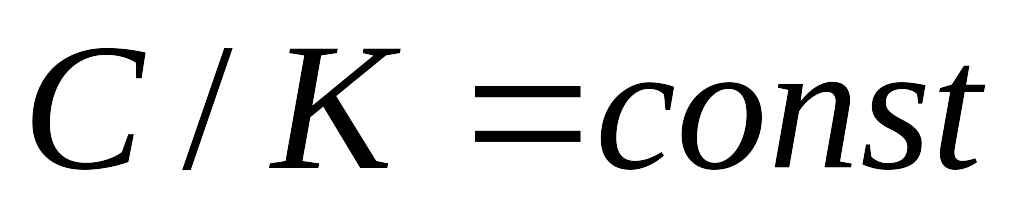 C / K = const